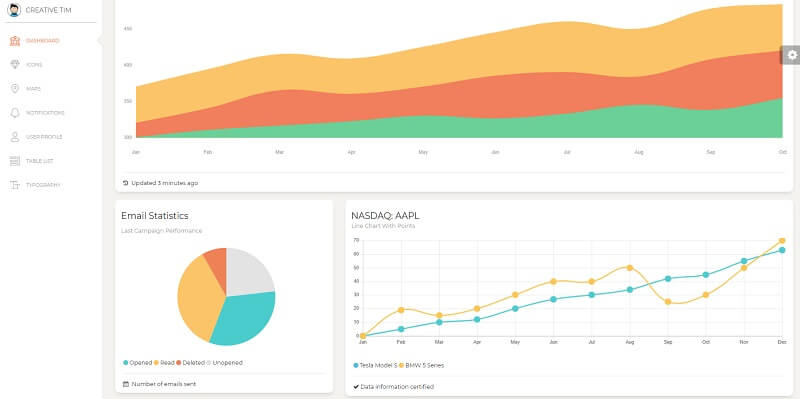 CREATIVE TIM
DASHBOARD
ICONS
MAPS
NOTIFICATIONS
USER PROFILE
TABLE LIST
TYPOGRAPHY
450
400
350
300
Jan Feb Mar Apr May Jun Jul Aug Sep Oct
Updated 3 minutes ago
Email Statistics
Last Campaign Performance
Opened Read Deleted Unopened
Number of emails sent
NASDAQ: AAPL
Line Chart With Points
70
60
50
40
30
20
10
0
Jan Feb Mar Apr May Jun Jul Aug Sep Oct Nov Dec
Tesla Model S BMW 5 Series
Data information certified